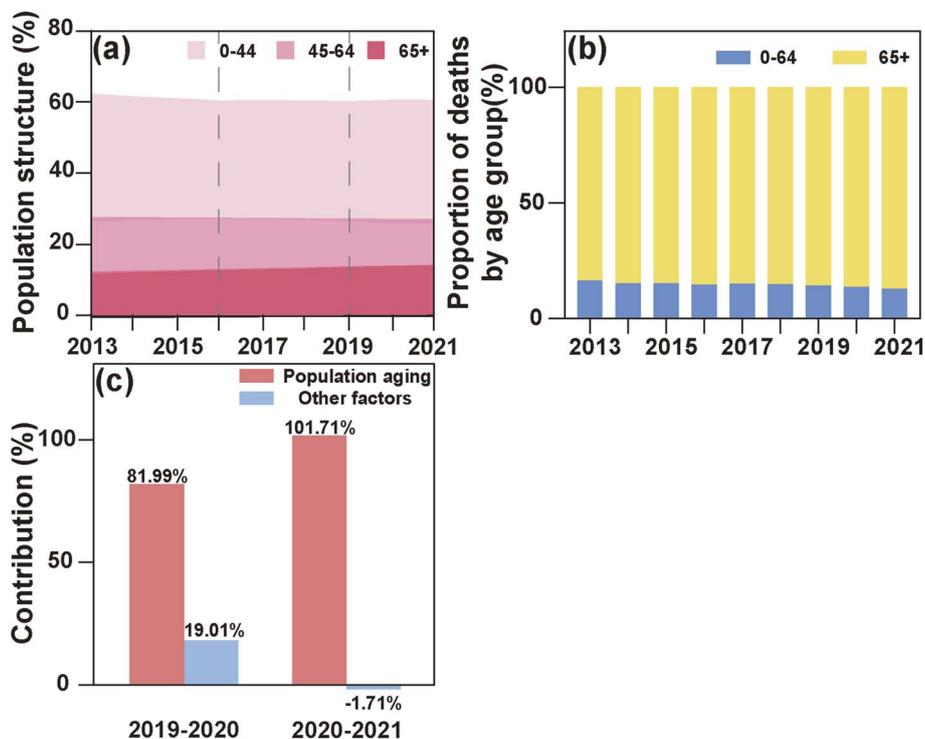 (a)
0-44 45-64 65+
Population structure (%)
80
60
40
20
0
2013 2015 2017 2019 2021
(b)
0-64 65+
Proportion of deaths
by age group(%)
100
50
0
2013 2015 2017 2019 2021
(c)
Population aging
Other factors
Contribution (%)
100
50
0
81.99%
19.01%
101.71%
-1.71%
2019-2020 2020-2021